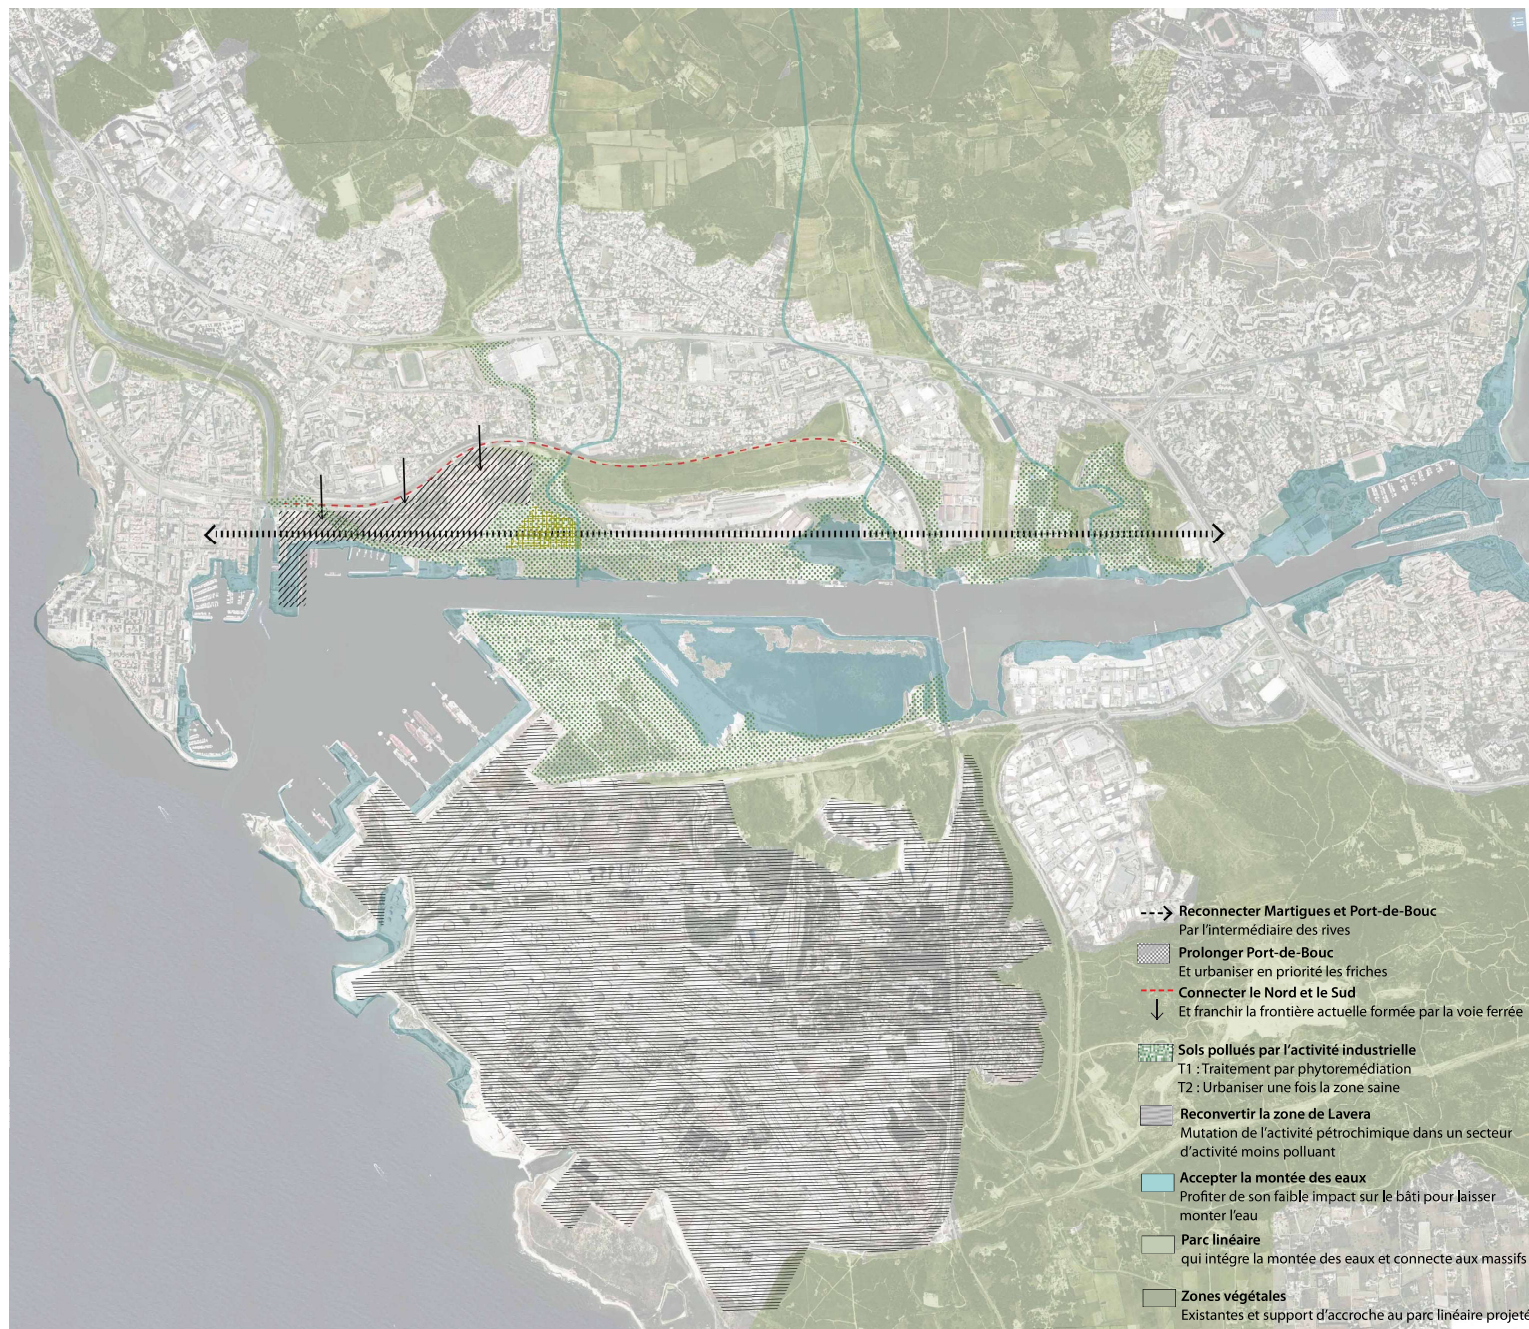 Reconnecter Martigues et Port-de-Bouc
Par l'intermédiaire des rives
Prolonger Port-de-Bouc
Et urbaniser en priorité les friches
Connecter le Nord et le Sud
Et franchir la frontière actuelle formée par la voie ferrée
Sols pollués par l'activité industrielle
T1 : Traitement par phytoremédiation
T2 : Urbaniser une fois la zone saine
Reconvertir la zone de Lavera
Mutation de l'activité pétrochimique dans un secteur
d'activité moins polluant
Accepter la montée des eaux
Profiter de son faible impact sur le bâti pour laisser
monter l'eau
Parc linéaire
qui intégre la montée des eaux et connecte aux massifs
Zones végétales
Existantes et support d'accroche au parc linéaire projeté